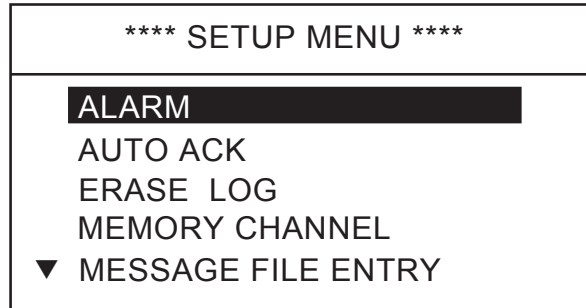 **** SETUP MENU ****
ALARM
AUTO ACK
ERASE LOG
MEMORY CHANNEL
▼ MESSAGE FILE ENTRY